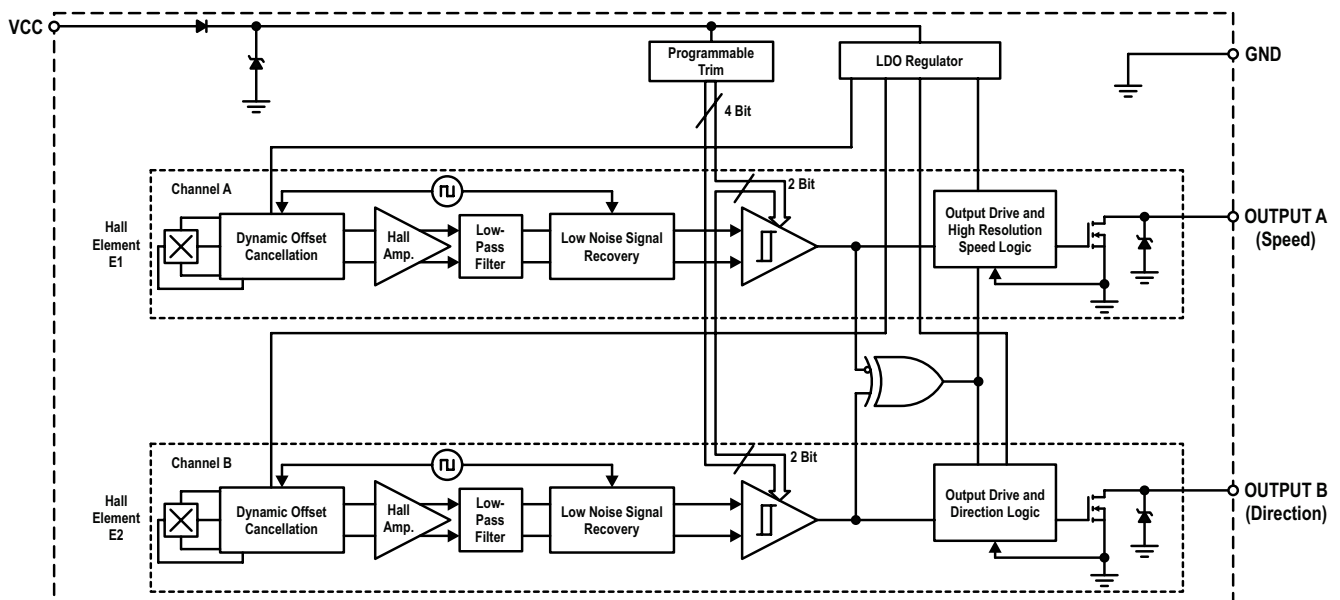 VCC
Programmable
Trim
LDO Regulator
GND
4 Bit
Channel A
2 Bit
Hall
Element
E1
Dynamic Offset
Cancellation
Hall
Amp.
Low-
Pass
Filter
Low Noise Signal
Recovery
Output Drive and
High Resolution
Speed Logic
OUTPUT A
(Speed)
Channel B
2 Bit
Hall
Element
E2
Dynamic Offset
Cancellation
Hall
Amp.
Low-
Pass
Filter
Low Noise Signal
Recovery
Output Drive and
Direction Logic
OUTPUT B
(Direction)